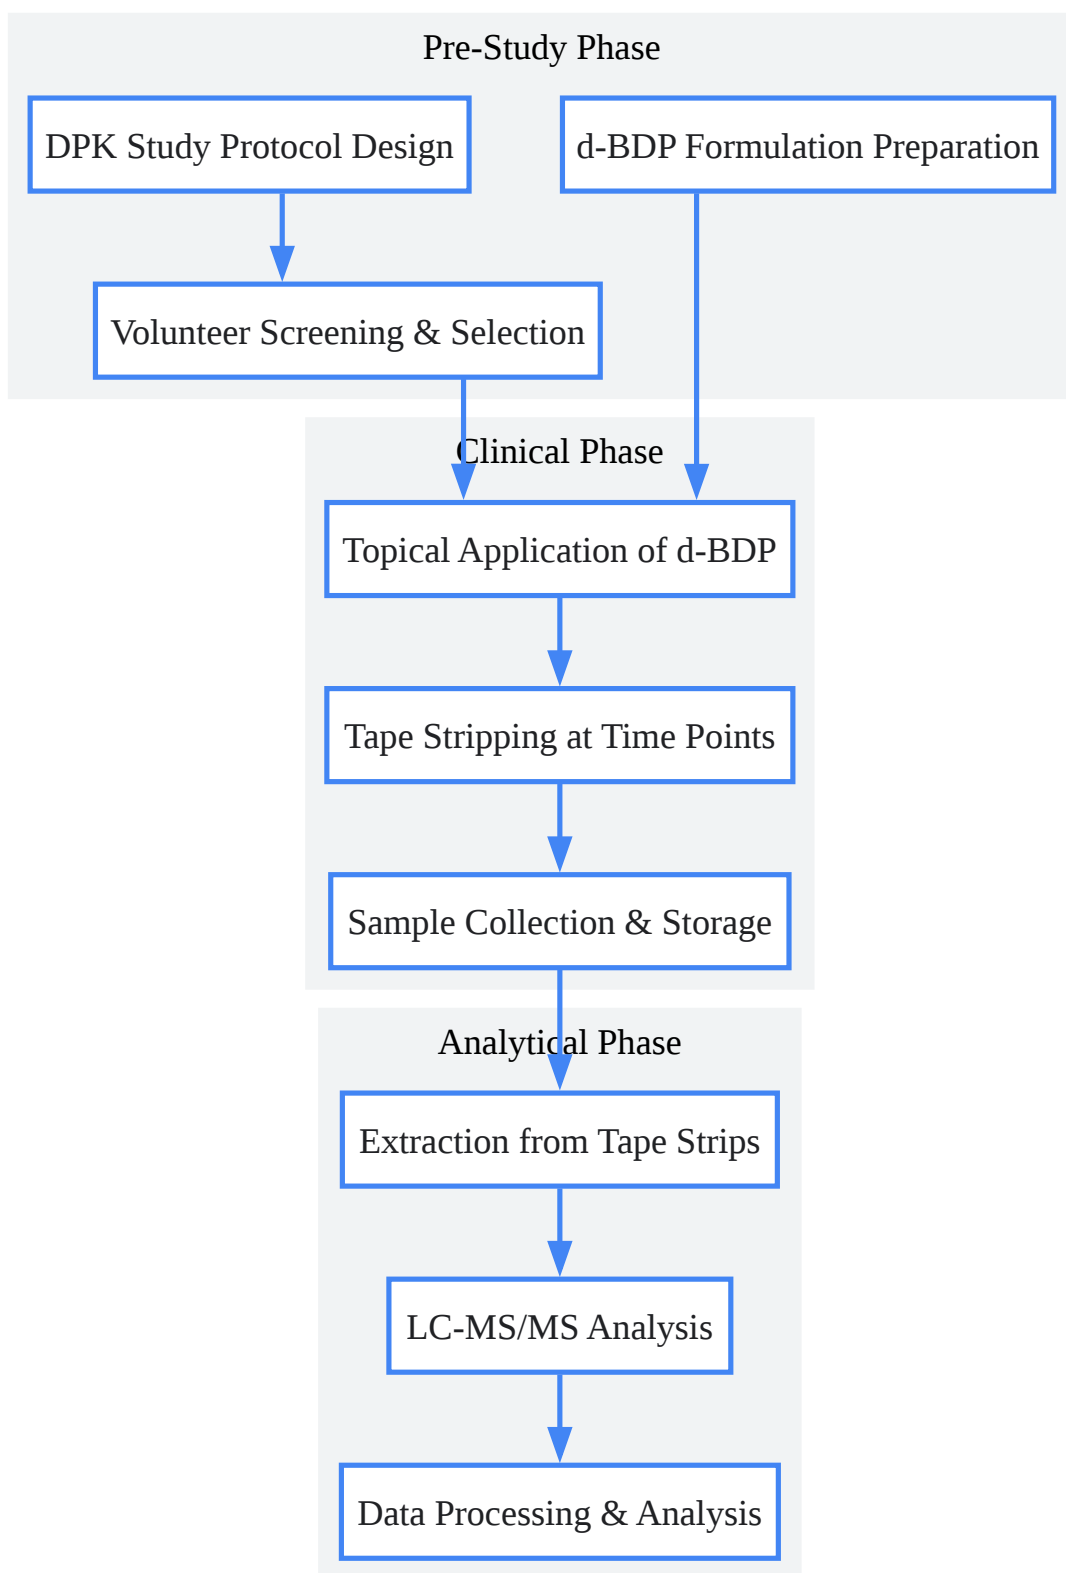 Pre-Study Phase
DPK Study Protocol Design
d-BDP Formulation Preparation
Volunteer Screening & Selection
Clinical Phase
Topical Application of d-BDP
Tape Stripping at Time Points
Sample Collection & Storage
Analytical Phase
Extraction from Tape Strips
LC-MS/MS Analysis
Data Processing & Analysis